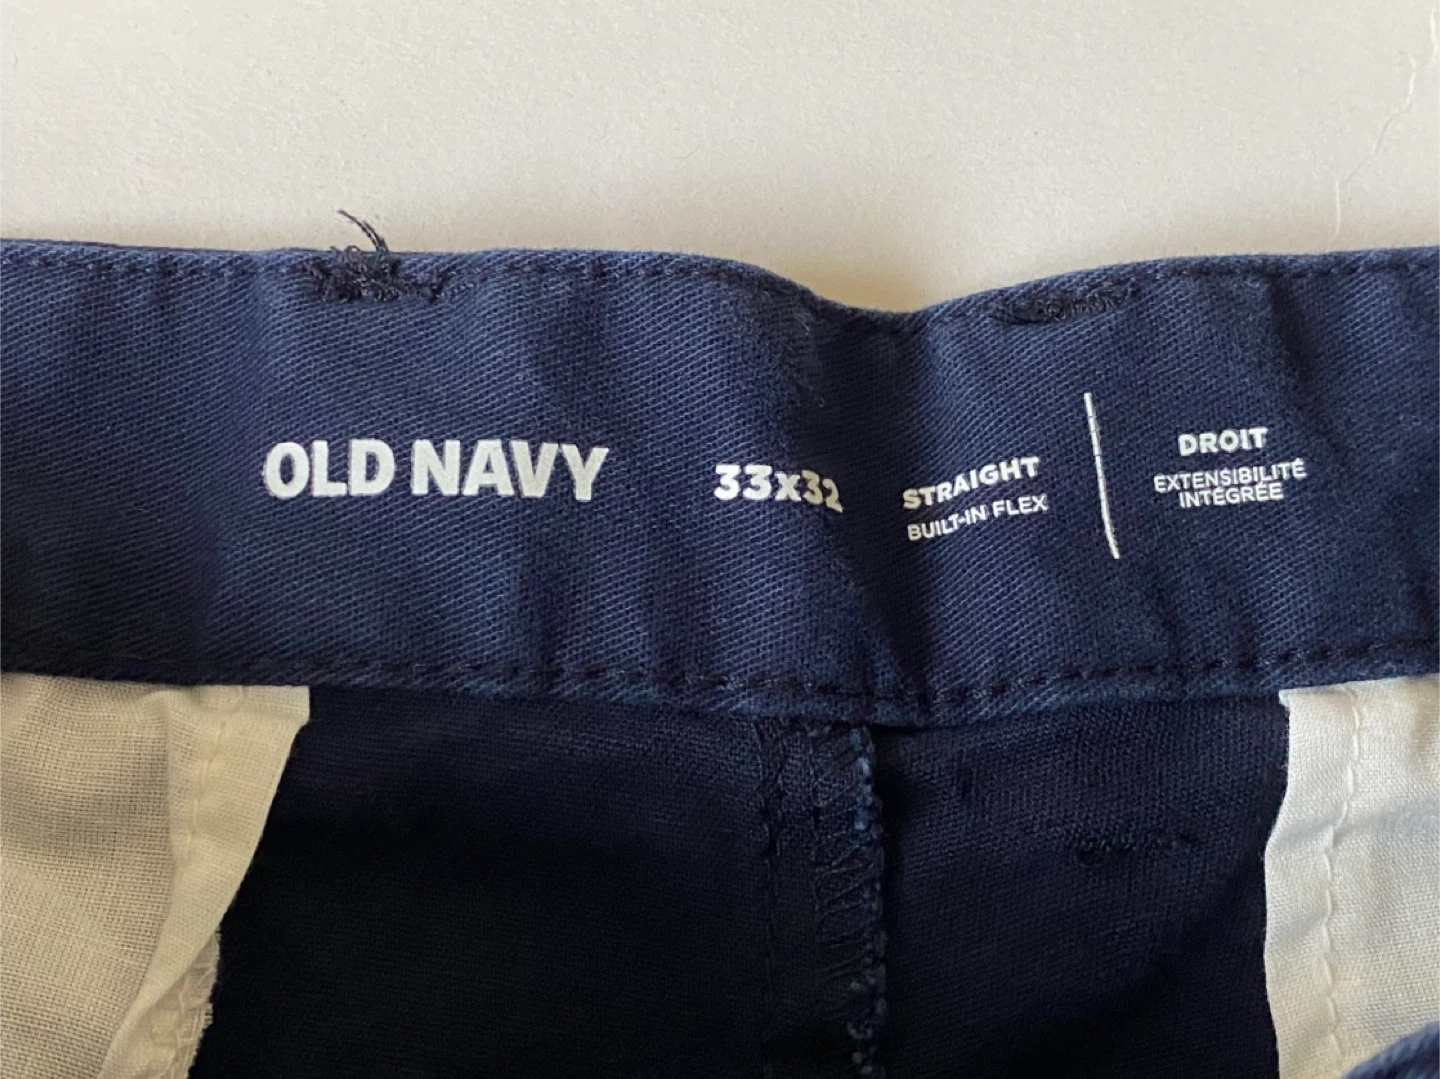 OLD NAVY
33x32
STRAIGHT
BUILT-IN FLEX
DROIT
EXTENSIBILITÉ
INTÉGRÉE